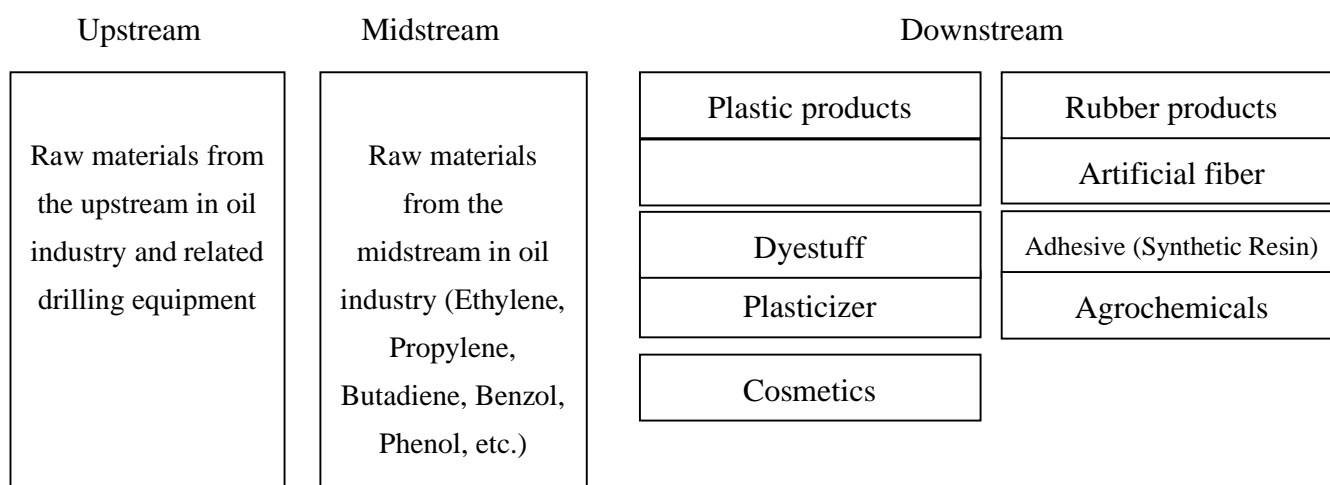 Upstream
Midstream
Downstream
Raw materials from
the upstream in oil
industry and related
drilling equipment
Raw materials
from the
midstream in oil
industry (Ethylene,
Propylene,
Butadiene, Benzol,
Phenol, etc.)
Plastic products
Rubber products
Artificial fiber
Dyestuff
Adhesive (Synthetic Resin)
Plasticizer
Agrochemicals
Cosmetics